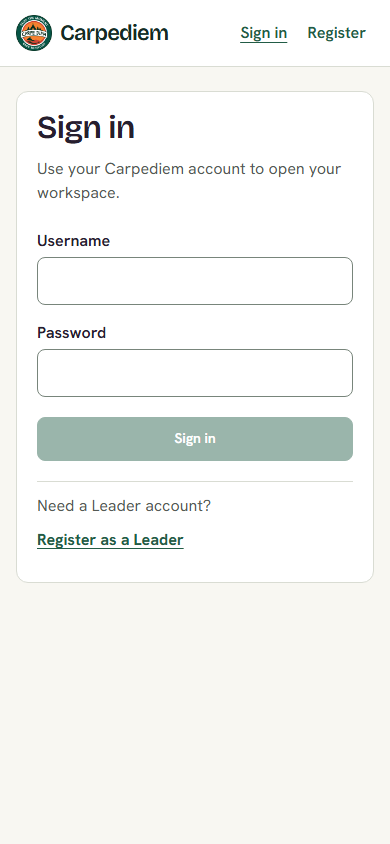 Carpediem
Sign in
Register
Sign in
Use your Carpediem account to open your
workspace.
Username
Password
Sign in
Need a Leader account?
Register as a Leader